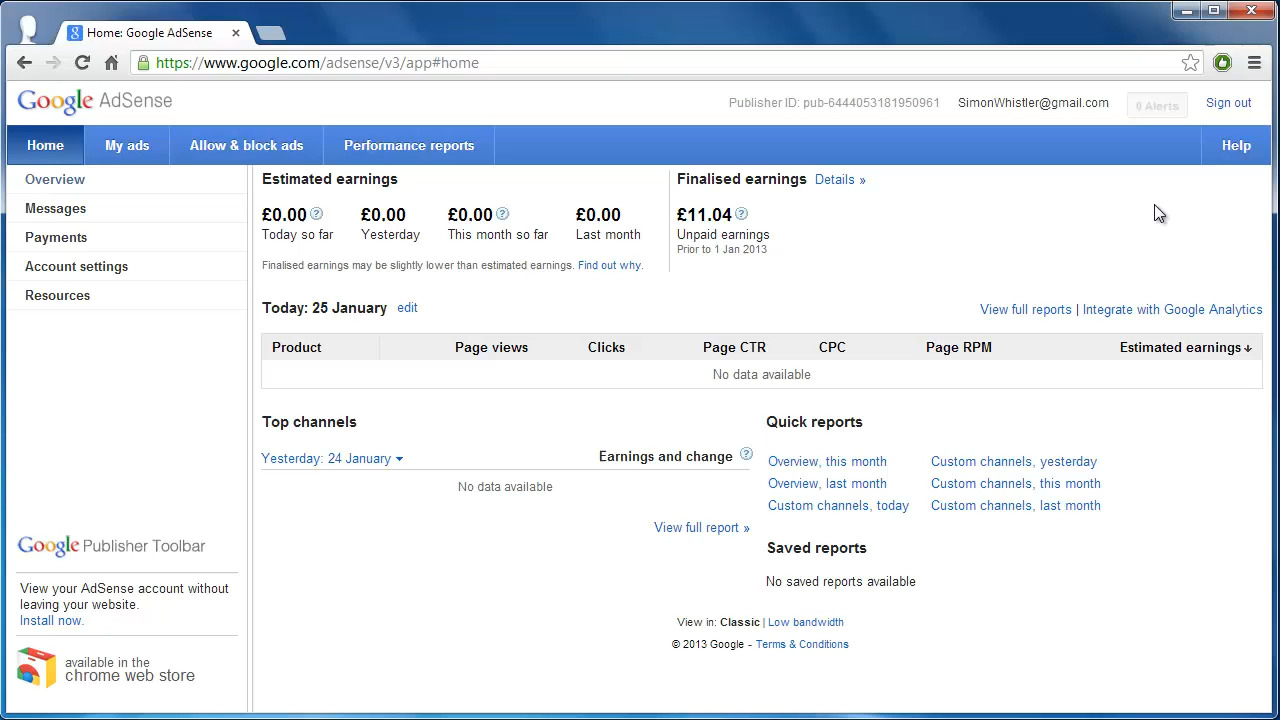 Home: Google AdSense
https://www.google.com/adsense/v3/app#home
Google AdSense
Publisher ID: pub-6444053181950961 SimonWhistler@gmail.com 0 Alerts Sign out
Home My ads Allow & block ads Performance reports Help
Overview
Messages
Payments
Account settings
Resources
Estimated earnings
£0.00 £0.00 £0.00 £0.00
Today so far Yesterday This month so far Last month
Finalised earnings may be slightly lower than estimated earnings. Find out why.
Finalised earnings Details »
£11.04
Unpaid earnings
Prior to 1 Jan 2013
Today: 25 January edit
View full reports | Integrate with Google Analytics
Product Page views Clicks Page CTR CPC Page RPM Estimated earnings
No data available
Top channels
Yesterday: 24 January Earnings and change
No data available
View full report »
Quick reports
Overview, this month Custom channels, yesterday
Overview, last month Custom channels, this month
Custom channels, today Custom channels, last month
Saved reports
No saved reports available
Google Publisher Toolbar
View your AdSense account without
leaving your website.
Install now.
available in the
chrome web store
View in: Classic | Low bandwidth
© 2013 Google - Terms & Conditions